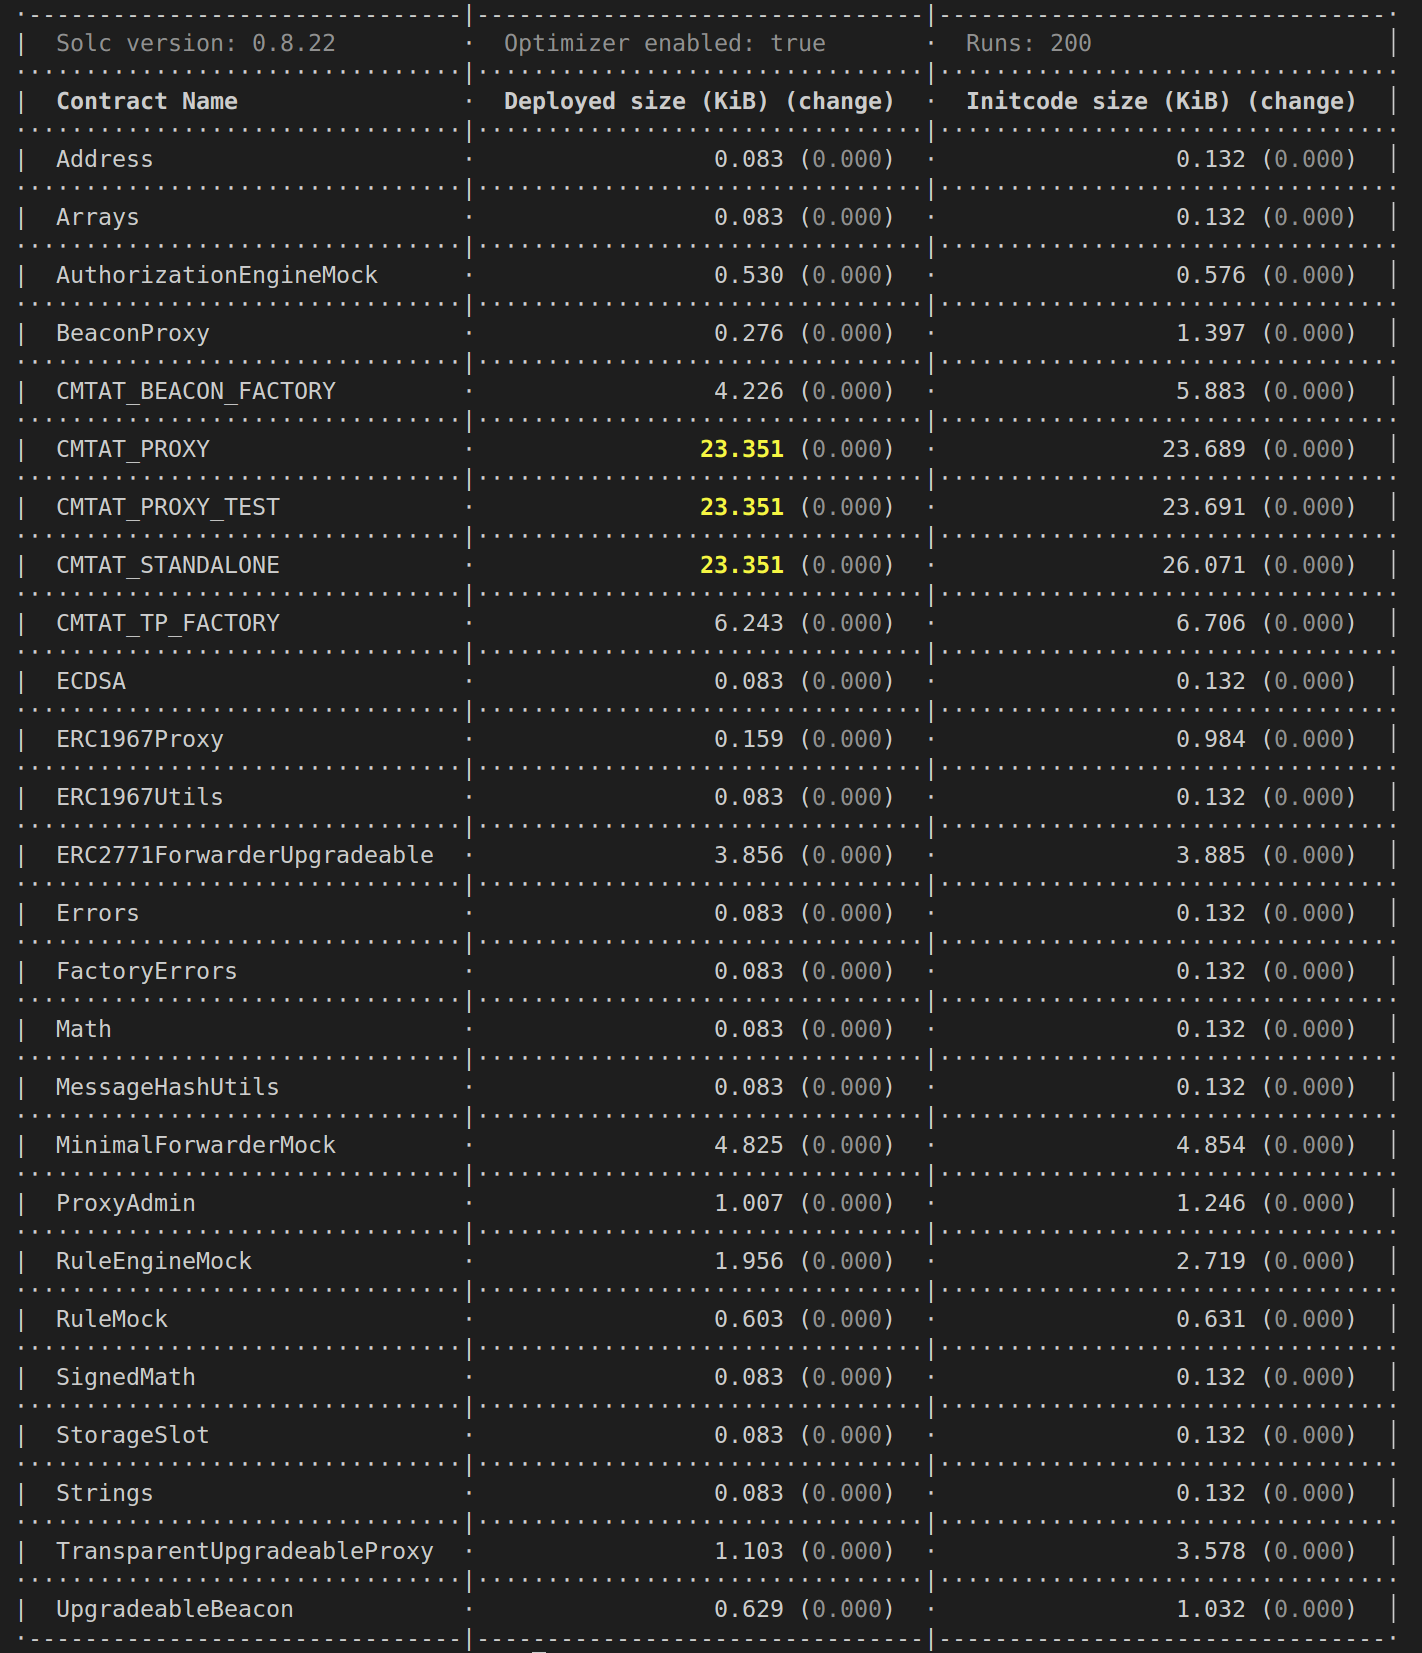 Solc version: 0.8.22 · Optimizer enabled: true · Runs: 200
Contract Name · Deployed size (KiB) (change) · Initcode size (KiB) (change)
Address · 0.083 (0.000) · 0.132 (0.000)
Arrays · 0.083 (0.000) · 0.132 (0.000)
AuthorizationEngineMock · 0.530 (0.000) · 0.576 (0.000)
BeaconProxy · 0.276 (0.000) · 1.397 (0.000)
CMTAT_BEACON_FACTORY · 4.226 (0.000) · 5.883 (0.000)
CMTAT_PROXY · 23.351 (0.000) · 23.689 (0.000)
CMTAT_PROXY_TEST · 23.351 (0.000) · 23.691 (0.000)
CMTAT_STANDALONE · 23.351 (0.000) · 26.071 (0.000)
CMTAT_TP_FACTORY · 6.243 (0.000) · 6.706 (0.000)
ECDSA · 0.083 (0.000) · 0.132 (0.000)
ERC1967Proxy · 0.159 (0.000) · 0.984 (0.000)
ERC1967Utils · 0.083 (0.000) · 0.132 (0.000)
ERC2771ForwarderUpgradeable · 3.856 (0.000) · 3.885 (0.000)
Errors · 0.083 (0.000) · 0.132 (0.000)
FactoryErrors · 0.083 (0.000) · 0.132 (0.000)
Math · 0.083 (0.000) · 0.132 (0.000)
MessageHashUtils · 0.083 (0.000) · 0.132 (0.000)
MinimalForwarderMock · 4.825 (0.000) · 4.854 (0.000)
ProxyAdmin · 1.007 (0.000) · 1.246 (0.000)
RuleEngineMock · 1.956 (0.000) · 2.719 (0.000)
RuleMock · 0.603 (0.000) · 0.631 (0.000)
SignedMath · 0.083 (0.000) · 0.132 (0.000)
StorageSlot · 0.083 (0.000) · 0.132 (0.000)
Strings · 0.083 (0.000) · 0.132 (0.000)
TransparentUpgradeableProxy · 1.103 (0.000) · 3.578 (0.000)
UpgradeableBeacon · 0.629 (0.000) · 1.032 (0.000)